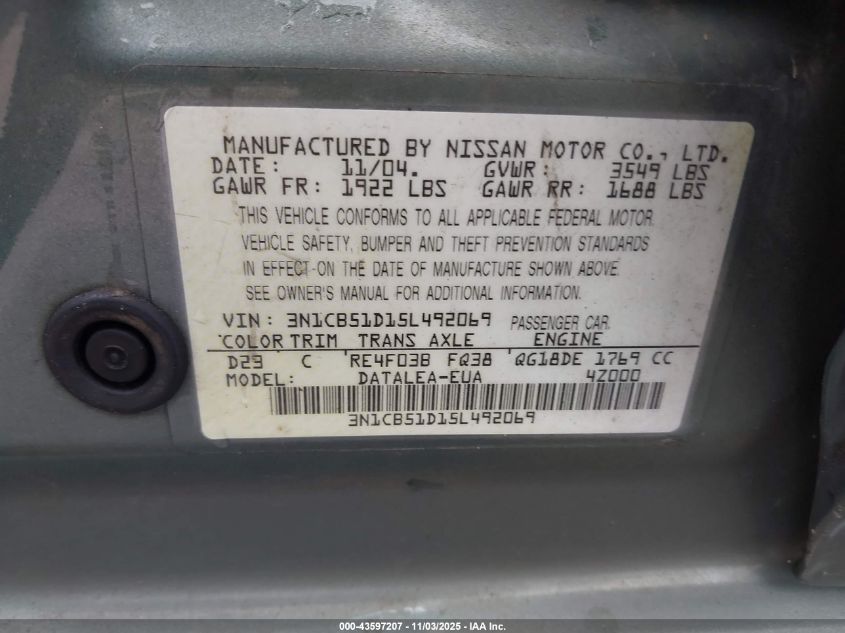 MANUFACTURED BY NISSAN MOTOR CO., LTD.
DATE: 11/04. GVWR: 3549 LBS
GAWR FR: 1922 LBS GAWR RR: 1688 LBS
THIS VEHICLE CONFORMS TO ALL APPLICABLE FEDERAL MOTOR
VEHICLE SAFETY, BUMPER AND THEFT PREVENTION STANDARDS
IN EFFECT ON THE DATE OF MANUFACTURE SHOWN ABOVE.
SEE OWNER'S MANUAL FOR ADDITIONAL INFORMATION.
VIN: 3N1CB51D15L492069 PASSENGER CAR
COLOR TRIM TRANS AXLE ENGINE
D23 C RE4F03B FQ38 QG18DE 1769 CC
MODEL: DATALEA-EUA 4Z000
3N1CB51D15L492069
000-43597207 - 11/03/2025 - IAA Inc.